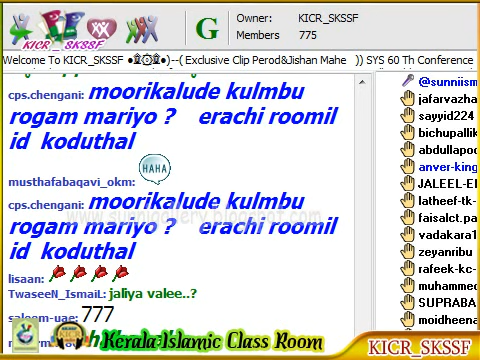 KICR_SKSSF
G
Owner: KICR_SKSSF
Members 775
Welcome To KICR_SKSSF ●۩۞۩●)--( Exclusive Clip Perod&Jishan Mahe )) SYS 60 Th Conference
cps.chengani: moorikalude kulmbu
rogam mariyo ? erachi roomil
id koduthal
HAHA
musthafabaqavi_okm:
cps.chengani: moorikalude kulmbu
rogam mariyo ? erachi roomil
id koduthal
lisaan:
TwaseeN_IsmaiL: jaliya valee..?
saleem-uae: 777
Kerala Islamic Class Room
KICR_SKSSF
@sunniism
jafarvazha
sayyid224
bichupallik
abdullapoo
anver-king
JALEEL-EI
latheef-tk-
faisalct.pa
vadakara1
zeyanribu
rafeek-kc-
muhammed
SUPRABA
moidheena